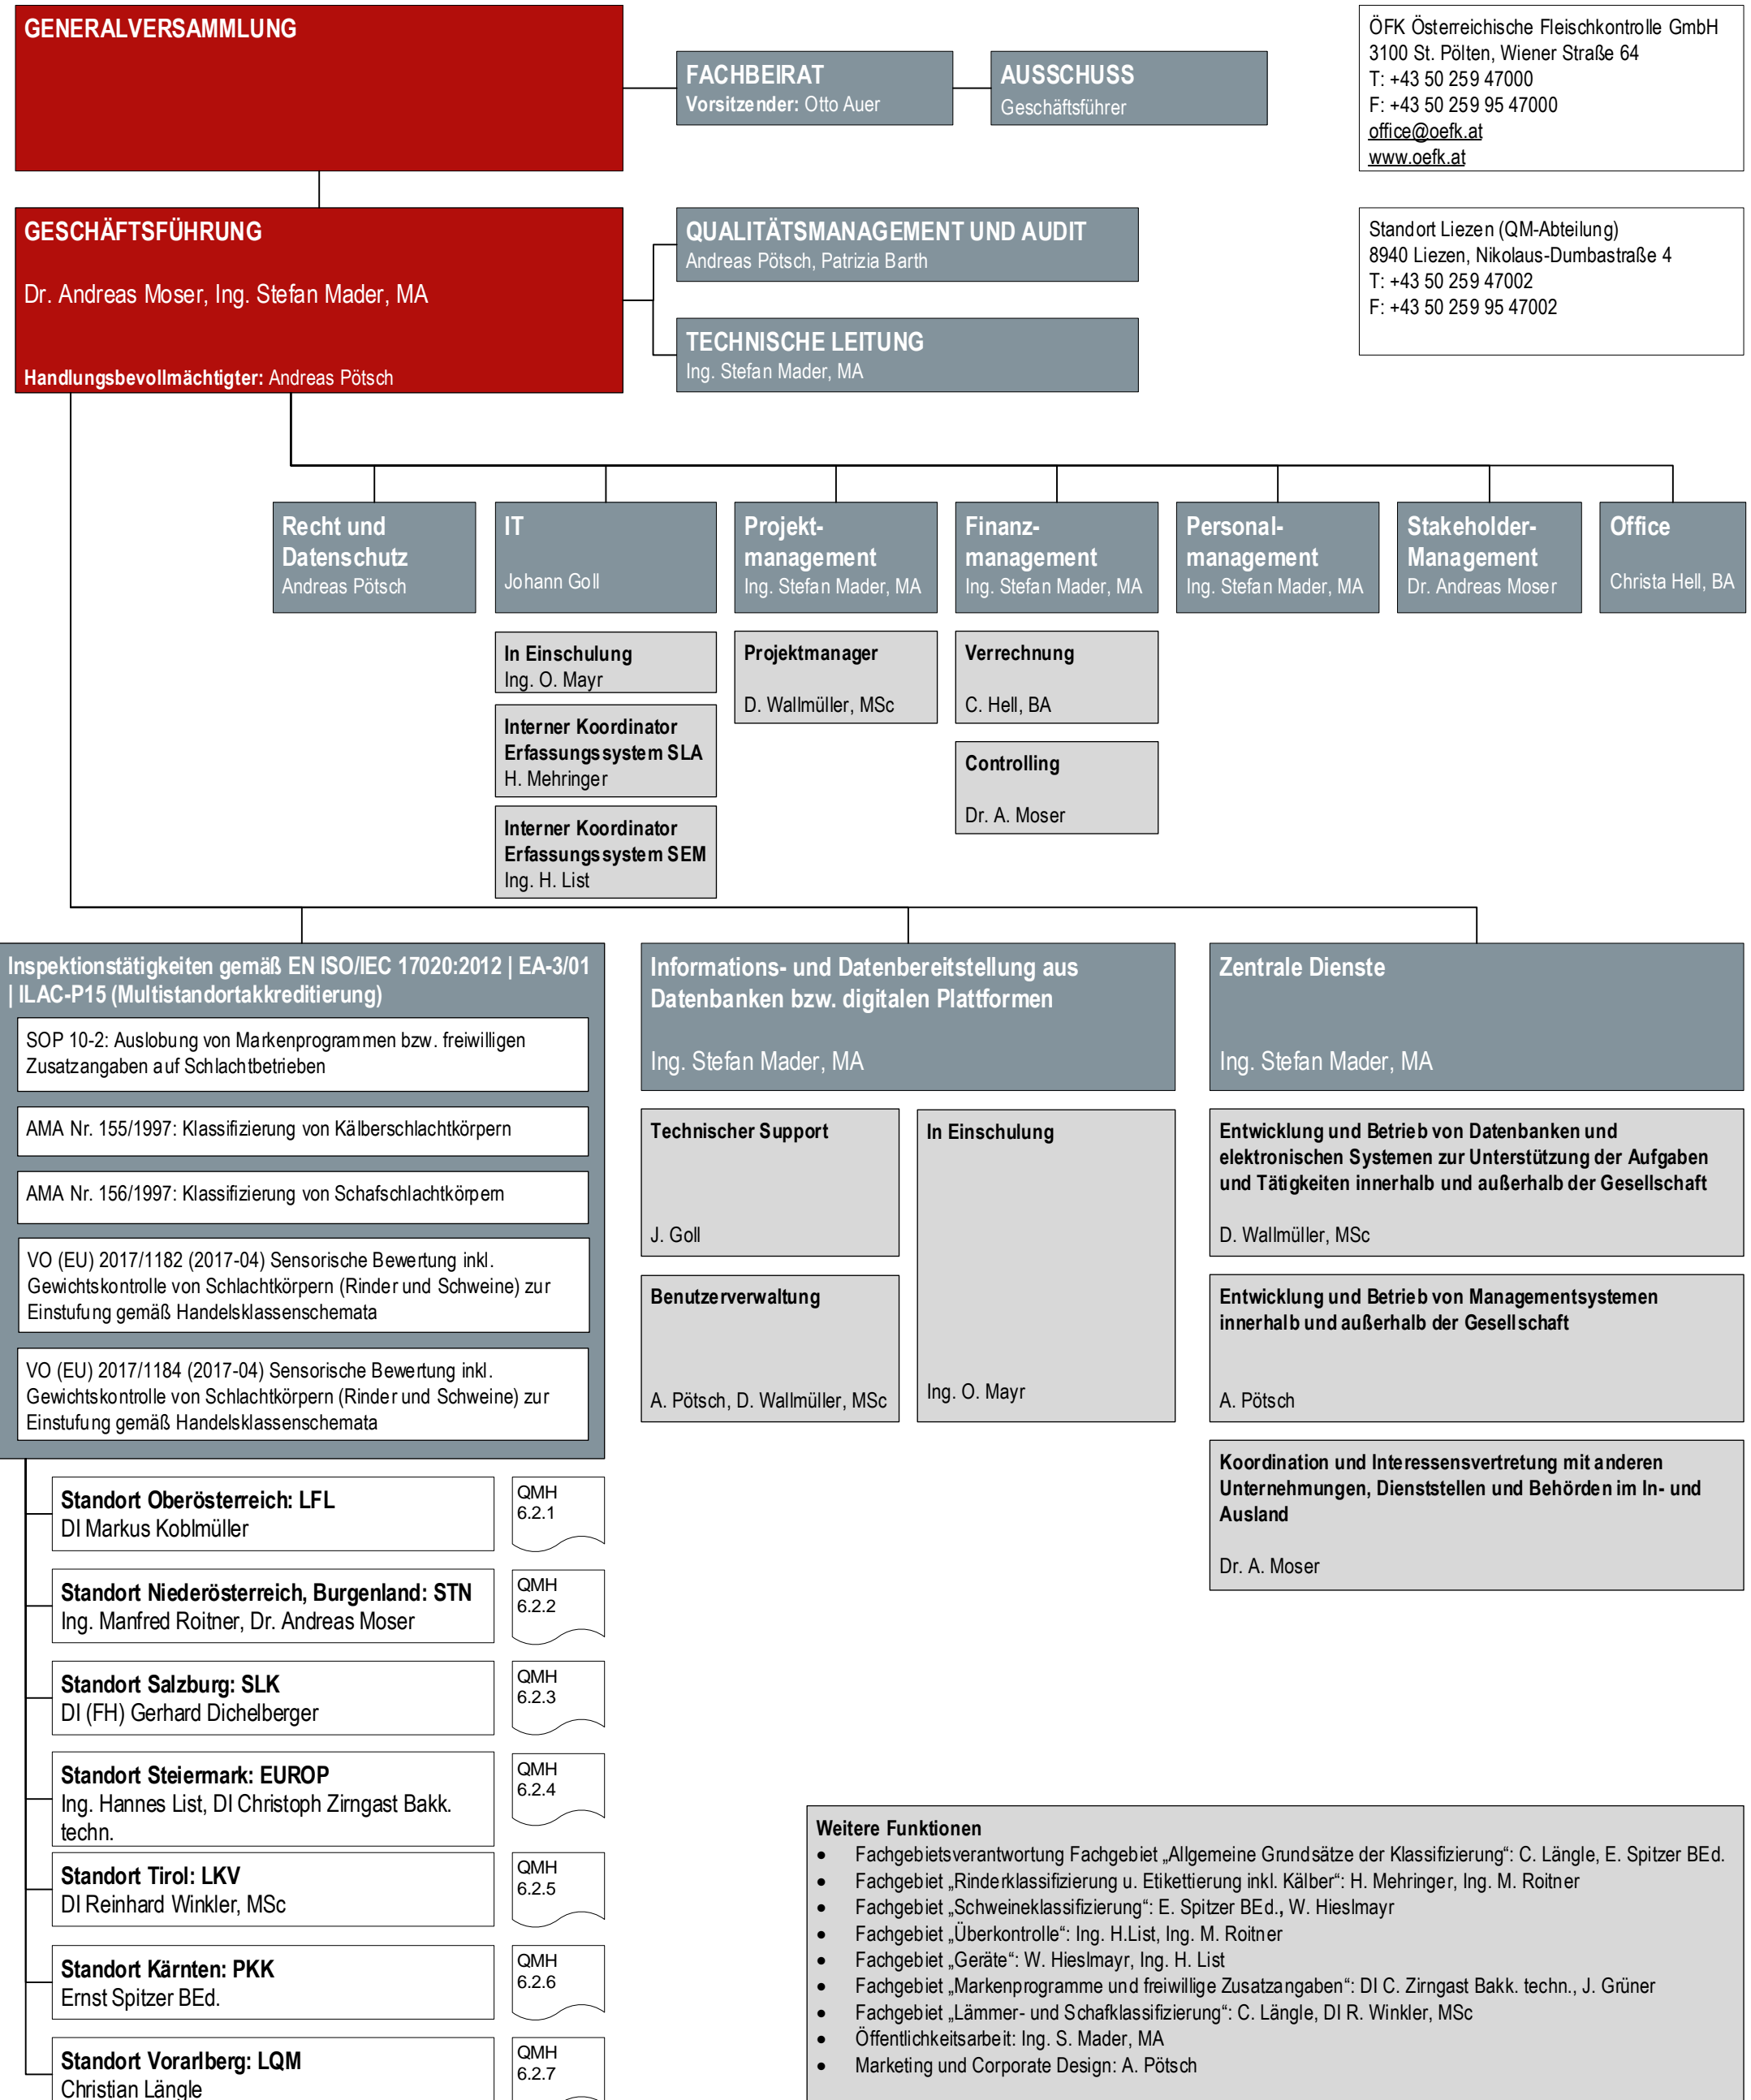 GENERALVERSAMMLUNG
FACHBEIRAT
Vorsitzender: Otto Auer
AUSSCHUSS
Geschäftsführer
ÖFK Österreichische Fleischkontrolle GmbH
3100 St. Pölten, Wiener Straße 64
T: +43 50 259 47000
F: +43 50 259 95 47000
office@oefk.at
www.oefk.at
GESCHÄFTSFÜHRUNG
Dr. Andreas Moser, Ing. Stefan Mader, MA
Handlungsbevollmächtigter: Andreas Pötsch
QUALITÄTSMANAGEMENT UND AUDIT
Andreas Pötsch, Patrizia Barth
TECHNISCHE LEITUNG
Ing. Stefan Mader, MA
Standort Liezen (QM-Abteilung)
8940 Liezen, Nikolaus-Dumbastraße 4
T: +43 50 259 47002
F: +43 50 259 95 47002
Recht und
Datenschutz
Andreas Pötsch
IT
Johann Goll
Projekt-
management
Ing. Stefan Mader, MA
Finanz-
management
Ing. Stefan Mader, MA
Personal-
management
Ing. Stefan Mader, MA
Stakeholder-
Management
Dr. Andreas Moser
Office
Christa Hell, BA
In Einschulung
Ing. O. Mayr
Interner Koordinator
Erfassungssystem SLA
H. Mehringer
Interner Koordinator
Erfassungssystem SEM
Ing. H. List
Projektmanager
D. Wallmüller, MSc
Verrechnung
C. Hell, BA
Controlling
Dr. A. Moser
Inspektionstätigkeiten gemäß EN ISO/IEC 17020:2012 | EA-3/01
| ILAC-P15 (Multistandortakkreditierung)
SOP 10-2: Auslobung von Markenprogrammen bzw. freiwilligen
Zusatzangaben auf Schlachtbetrieben
AMA Nr. 155/1997: Klassifizierung von Kälberschlachtkörpern
AMA Nr. 156/1997: Klassifizierung von Schafschlachtkörpern
VO (EU) 2017/1182 (2017-04) Sensorische Bewertung inkl.
Gewichtskontrolle von Schlachtkörpern (Rinder und Schweine) zur
Einstufung gemäß Handelsklassenschemata
VO (EU) 2017/1184 (2017-04) Sensorische Bewertung inkl.
Gewichtskontrolle von Schlachtkörpern (Rinder und Schweine) zur
Einstufung gemäß Handelsklassenschemata
Informations- und Datenbereitstellung aus
Datenbanken bzw. digitalen Plattformen
Ing. Stefan Mader, MA
Technischer Support
J. Goll
Benutzerverwaltung
A. Pötsch, D. Wallmüller, MSc
In Einschulung
Ing. O. Mayr
Zentrale Dienste
Ing. Stefan Mader, MA
Entwicklung und Betrieb von Datenbanken und
elektronischen Systemen zur Unterstützung der Aufgaben
und Tätigkeiten innerhalb und außerhalb der Gesellschaft
D. Wallmüller, MSc
Entwicklung und Betrieb von Managementsystemen
innerhalb und außerhalb der Gesellschaft
A. Pötsch
Koordination und Interessensvertretung mit anderen
Unternehmungen, Dienststellen und Behörden im In- und
Ausland
Dr. A. Moser
Standort Oberösterreich: LFL
DI Markus Koblmüller
QMH
6.2.1
Standort Niederösterreich, Burgenland: STN
Ing. Manfred Roitner, Dr. Andreas Moser
QMH
6.2.2
Standort Salzburg: SLK
DI (FH) Gerhard Dichelberger
QMH
6.2.3
Standort Steiermark: EUROP
Ing. Hannes List, DI Christoph Zirngast Bakk.
techn.
QMH
6.2.4
Standort Tirol: LKV
DI Reinhard Winkler, MSc
QMH
6.2.5
Standort Kärnten: PKK
Ernst Spitzer BEd.
QMH
6.2.6
Standort Vorarlberg: LQM
Christian Längle
QMH
6.2.7
Weitere Funktionen
• Fachgebietsverantwortung Fachgebiet „Allgemeine Grundsätze der Klassifizierung“: C. Längle, E. Spitzer BEd.
• Fachgebiet „Rinderklassifizierung u. Etikettierung inkl. Kälber“: H. Mehringer, Ing. M. Roitner
• Fachgebiet „Schweineklassifizierung“: E. Spitzer BEd., W. Hieslmayr
• Fachgebiet „Überkontrolle“: Ing. H.List, Ing. M. Roitner
• Fachgebiet „Geräte“: W. Hieslmayr, Ing. H. List
• Fachgebiet „Markenprogramme und freiwillige Zusatzangaben“: DI C. Zirngast Bakk. techn., J. Grüner
• Fachgebiet „Lämmer- und Schafklassifizierung“: C. Längle, DI R. Winkler, MSc
• Öffentlichkeitsarbeit: Ing. S. Mader, MA
• Marketing und Corporate Design: A. Pötsch